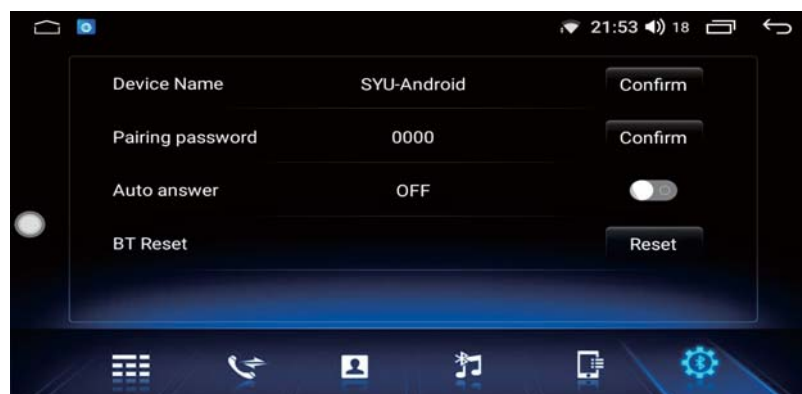 21:53 18
Device Name SYU-Android Confirm
Pairing password 0000 Confirm
Auto answer OFF
BT Reset Reset